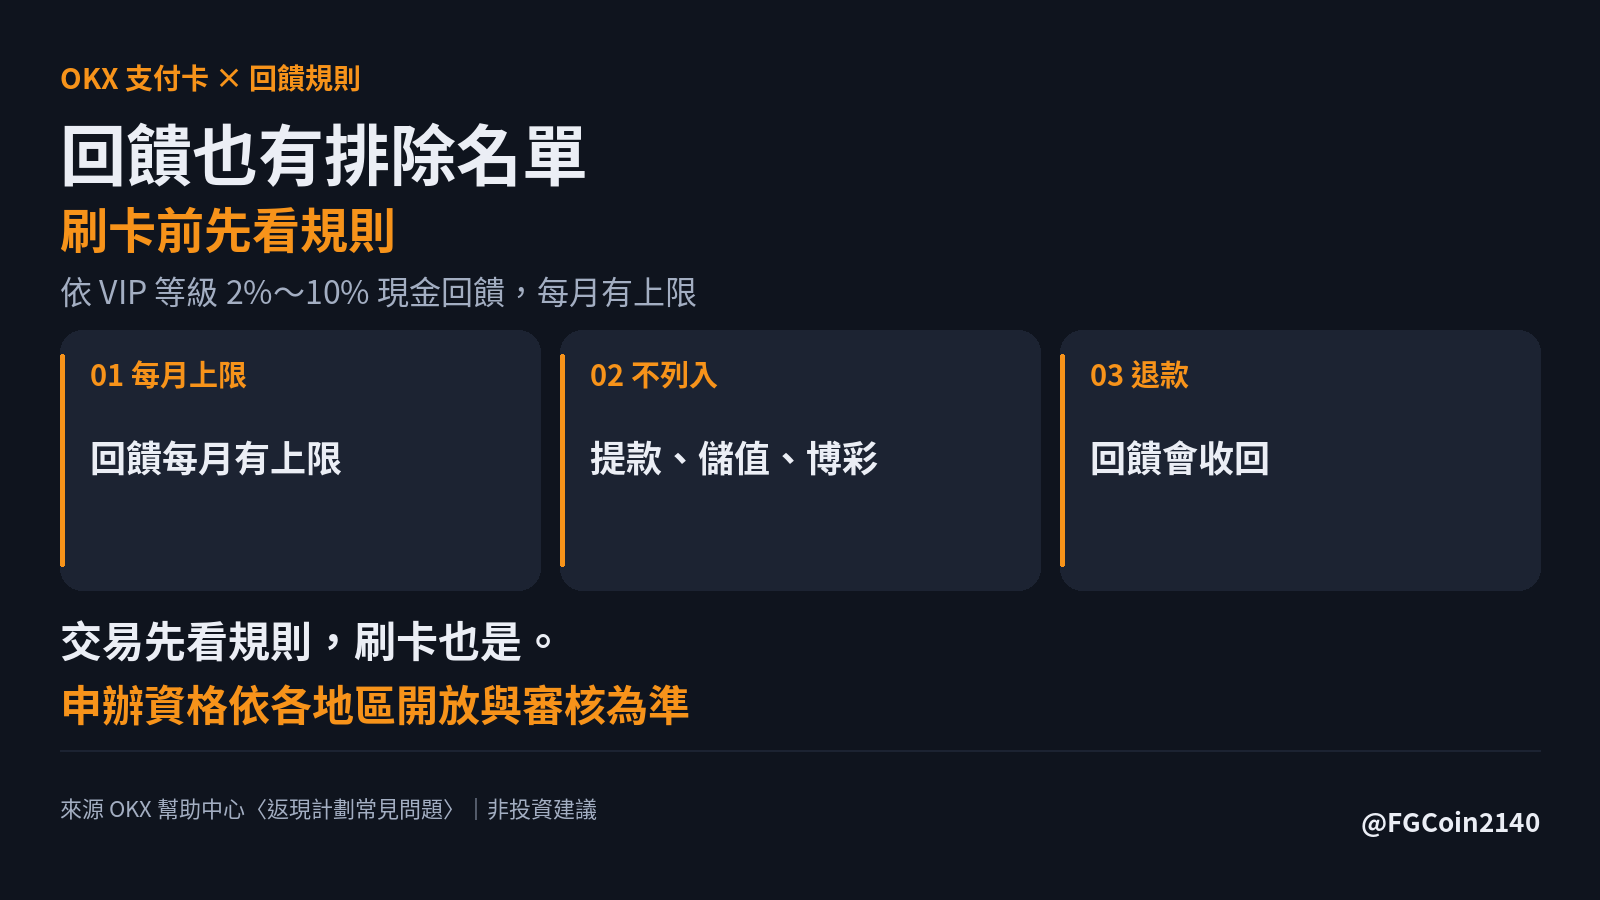 OKX 支付卡 × 回饋規則
回饋也有排除名單
刷卡前先看規則
依 VIP 等級 2%～10% 現金回饋，每月有上限
01 每月上限
回饋每月有上限
02 不列入
提款、儲值、博彩
03 退款
回饋會收回
交易先看規則，刷卡也是。
申辦資格依各地區開放與審核為準
來源 OKX 幫助中心〈返現計劃常見問題〉｜非投資建議
@FGCoin2140